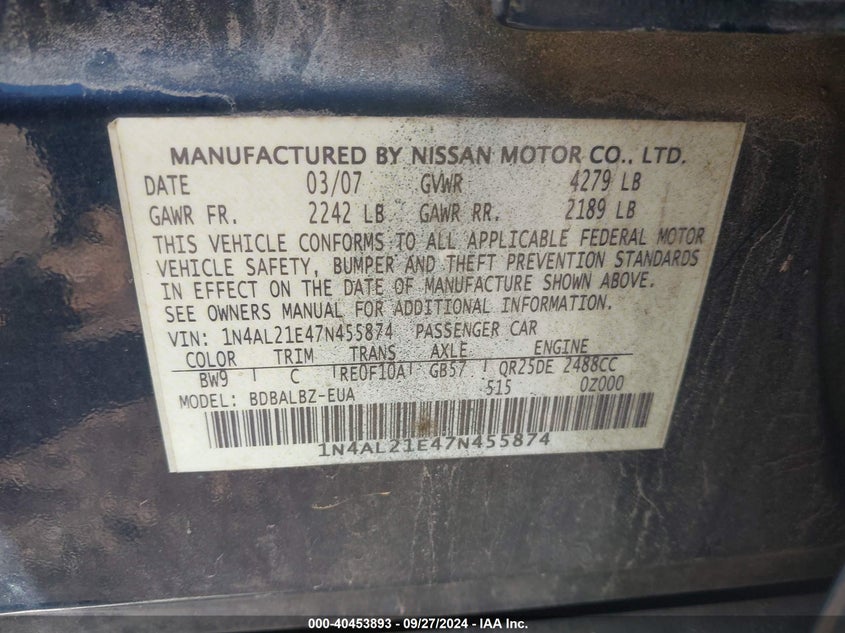 MANUFACTURED BY NISSAN MOTOR CO., LTD.
DATE 03/07 GVWR 4279 LB
GAWR FR. 2242 LB GAWR RR. 2189 LB
THIS VEHICLE CONFORMS TO ALL APPLICABLE FEDERAL MOTOR
VEHICLE SAFETY, BUMPER AND THEFT PREVENTION STANDARDS
IN EFFECT ON THE DATE OF MANUFACTURE SHOWN ABOVE.
SEE OWNERS MANUAL FOR ADDITIONAL INFORMATION.
VIN: 1N4AL21E47N455874 PASSENGER CAR
COLOR TRIM TRANS AXLE ENGINE
BW9 C RE0F10A GB57 QR25DE 2488CC
MODEL: BDBALBZ-EUA 515 0Z000
1N4AL21E47N455874
000-40453893 - 09/27/2024 - IAA Inc.